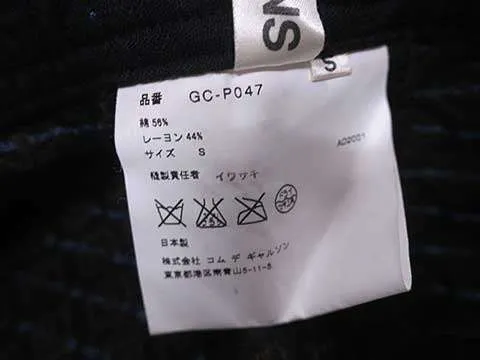 SN
S
品番 GC-P047
綿 56%
レーヨン 44%
サイズ S
AD2001
縫製責任者 イワサキ
ドライ
日本製
株式会社 コム デ ギャルソン
東京都港区南青山5-11-5